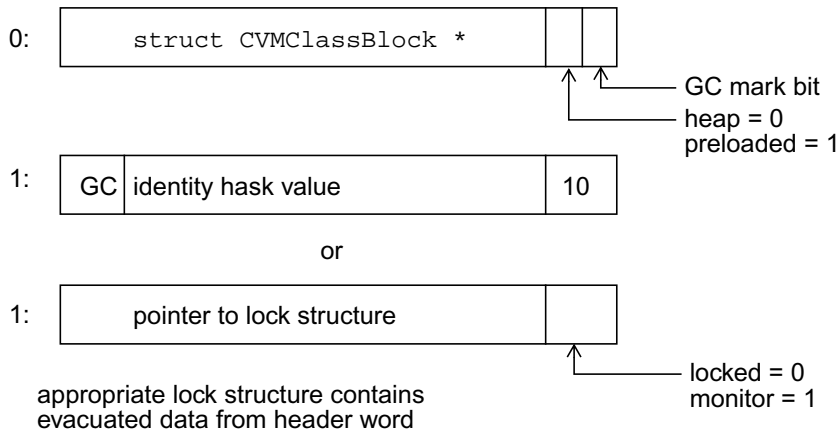 0:
struct CVMClassBlock *
GC mark bit
heap = 0
preloaded = 1
1:
GC identity hask value 10
or
1:
pointer to lock structure
locked = 0
monitor = 1
appropriate lock structure contains
evacuated data from header word